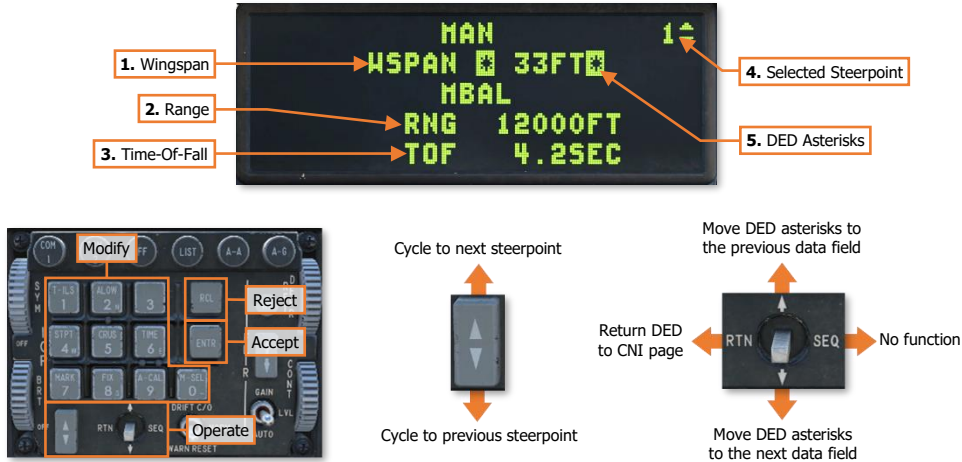 MAN 1
1. Wingspan
WSPAN * 33FT*
4. Selected Steerpoint
MBAL
2. Range
RNG 12000FT
3. Time-Of-Fall
TOF 4.2SEC
5. DED Asterisks
COM
1
FF
LIST
A-A
A-G
Modify
T-ILS
1
ALOW
2 N
3
RCL
Reject
SYM
STPT
4 W
CRUS
5
TIME
6 E
ENTR
Accept
OFF
BRT
MARK
7
FIX
8 S
A-CAL
9
M-SEL
0 -
CONT
DRIFT C/O
GAIN
LVL
AUTO
RTN SEQ
Operate
WARN RESET
Cycle to next steerpoint
Cycle to previous steerpoint
Move DED asterisks to
the previous data field
Return DED
to CNI page
RTN SEQ
No function
Move DED asterisks
to the next data field